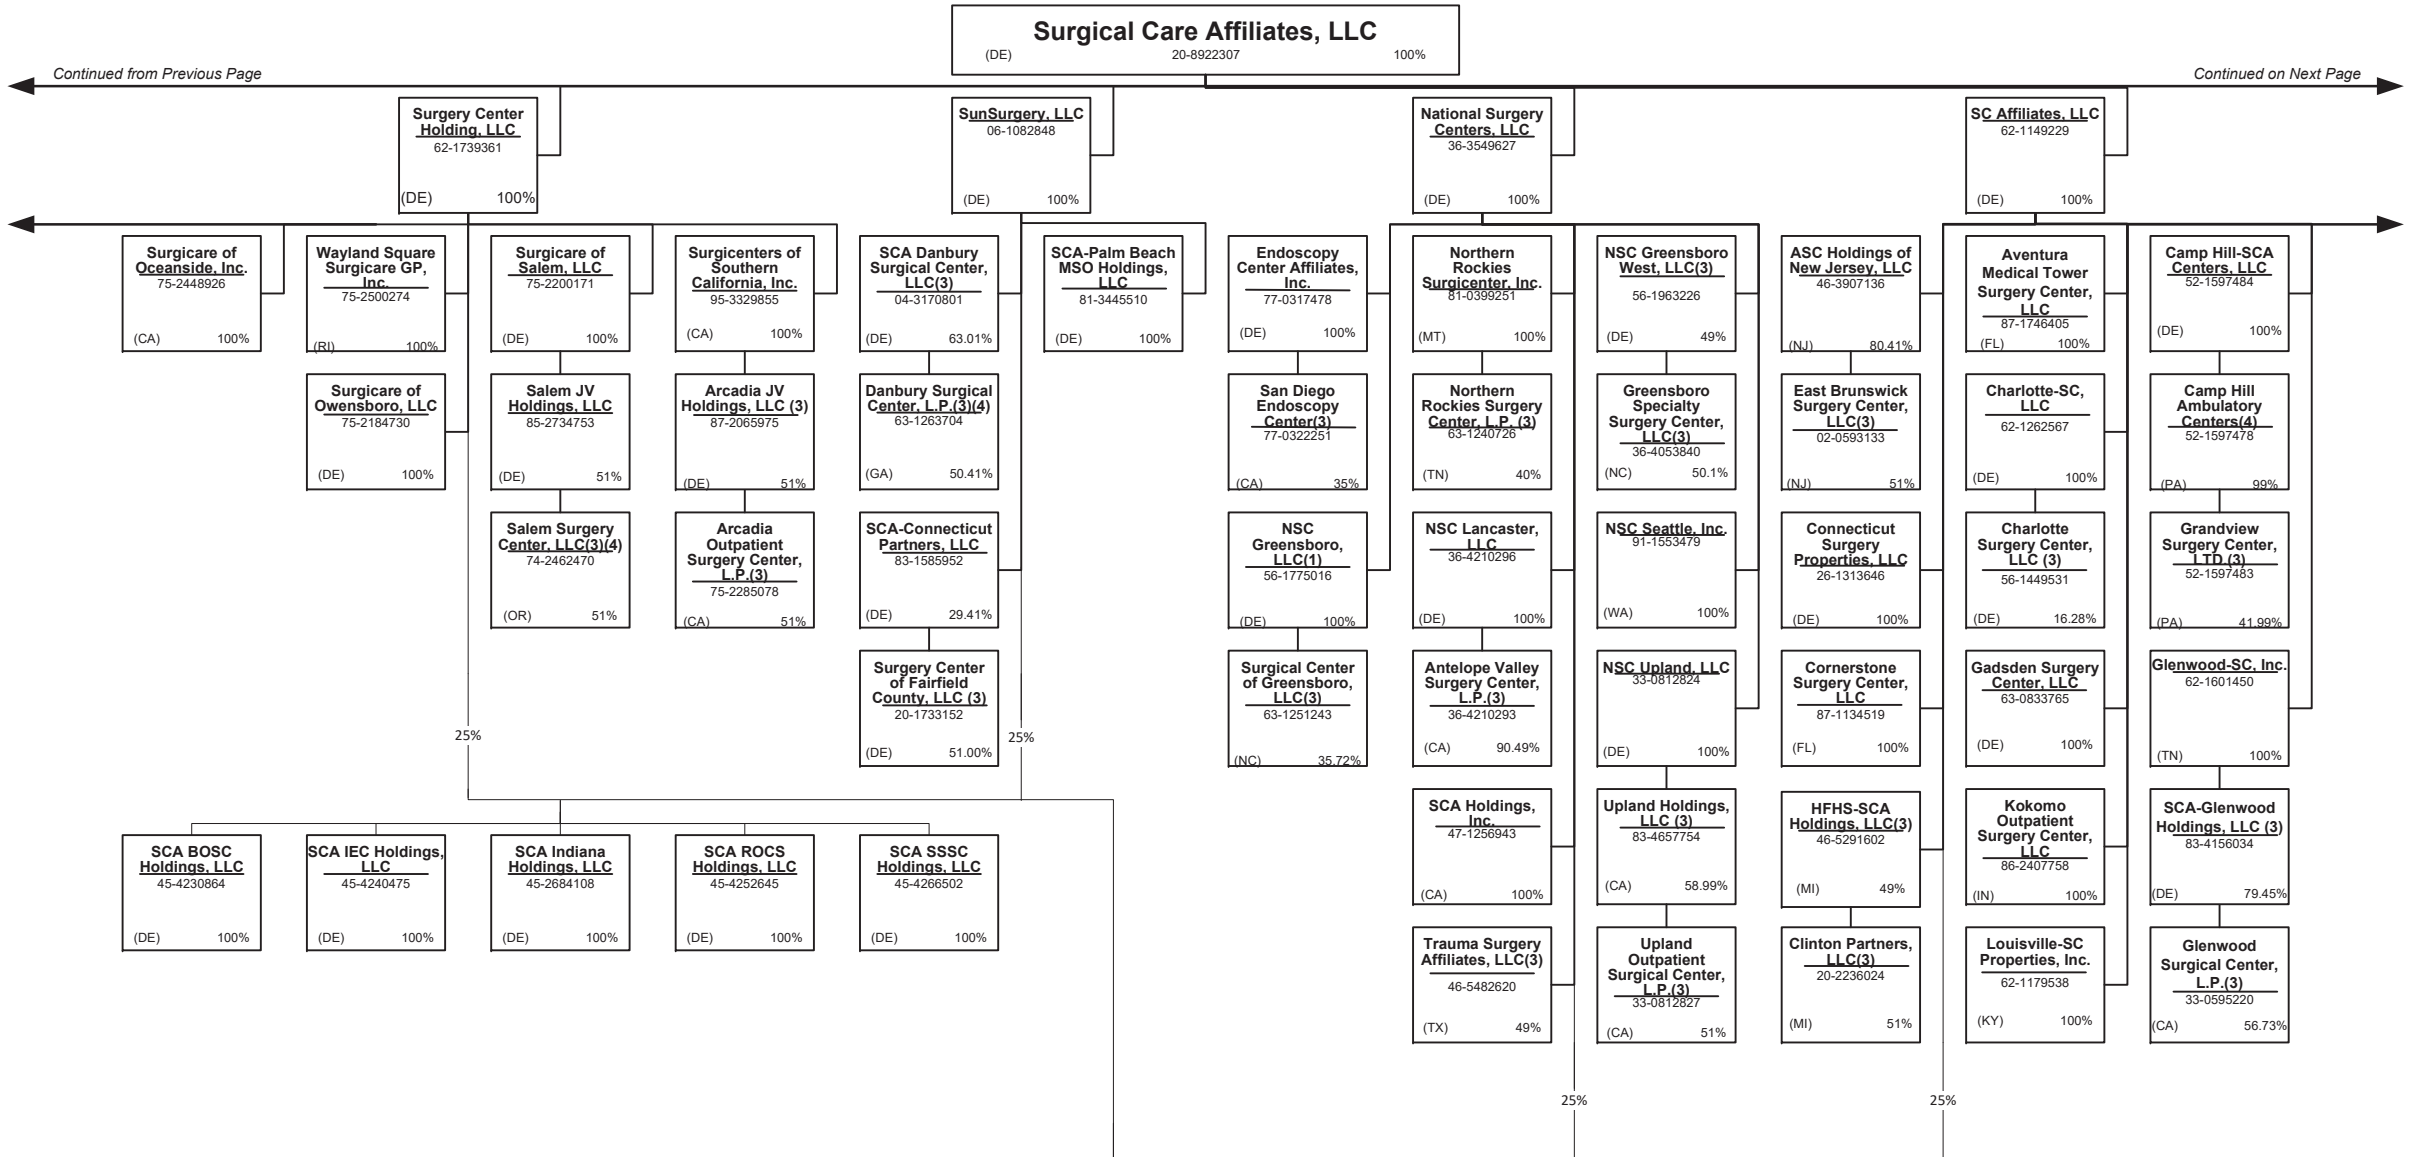 Surgical Care Affiliates, LLC
(DE) 20-8922307 100%
Continued from Previous Page
Continued on Next Page
Surgery Center
Holding, LLC
62-1739361
(DE) 100%
SunSurgery, LLC
06-1082848
(DE) 100%
National Surgery
Centers, LLC
36-3549627
(DE) 100%
SC Affiliates, LLC
62-1149229
(DE) 100%
Surgicare of
Oceanside, Inc.
75-2448926
(CA) 100%
Wayland Square
Surgicare GP,
Inc.
75-2500274
(RI) 100%
Surgicare of
Salem, LLC
75-2200171
(DE) 100%
Surgicenters of
Southern
California, Inc.
95-3329855
(CA) 100%
SCA Danbury
Surgical Center,
LLC(3)
04-3170801
(DE) 63.01%
SCA-Palm Beach
MSO Holdings,
LLC
81-3445510
(DE) 100%
Endoscopy
Center Affiliates,
Inc.
77-0317478
(DE) 100%
Northern
Rockies
Surgicenter, Inc.
81-0399251
(MT) 100%
NSC Greensboro
West, LLC(3)
56-1963226
(DE) 49%
ASC Holdings of
New Jersey, LLC
46-3907136
(NJ) 80.41%
Aventura
Medical Tower
Surgery Center,
LLC
87-1746405
(FL) 100%
Camp Hill-SCA
Centers, LLC
52-1597484
(DE) 100%
Surgicare of
Owensboro, LLC
75-2184730
(DE) 100%
Salem JV
Holdings, LLC
85-2734753
(DE) 51%
Arcadia JV
Holdings, LLC (3)
87-2065975
(DE) 51%
Danbury Surgical
Center, L.P.(3)(4)
63-1263704
(GA) 50.41%
San Diego
Endoscopy
Center(3)
77-0322251
(CA) 35%
Northern
Rockies Surgery
Center, L.P. (3)
63-1240726
(TN) 40%
Greensboro
Specialty
Surgery Center,
LLC(3)
36-4053840
(NC) 50.1%
East Brunswick
Surgery Center,
LLC(3)
02-0593133
(NJ) 51%
Charlotte-SC,
LLC
62-1262567
(DE) 100%
Camp Hill
Ambulatory
Centers(4)
52-1597478
(PA) 99%
Salem Surgery
Center, LLC(3)(4)
74-2462470
(OR) 51%
Arcadia
Outpatient
Surgery Center,
L.P.(3)
75-2285078
(CA) 51%
SCA-Connecticut
Partners, LLC
83-1585952
(DE) 29.41%
NSC
Greensboro,
LLC(1)
56-1775016
(DE) 100%
NSC Lancaster,
LLC
36-4210296
(DE) 100%
NSC Seattle, Inc.
91-1553479
(WA) 100%
Connecticut
Surgery
Properties, LLC
26-1313646
(DE) 100%
Charlotte
Surgery Center,
LLC (3)
56-1449531
(DE) 16.28%
Grandview
Surgery Center,
LTD.(3)
52-1597483
(PA) 41.99%
Surgery Center
of Fairfield
County, LLC (3)
20-1733152
(DE) 51.00%
Surgical Center
of Greensboro,
LLC(3)
63-1251243
(NC) 35.72%
Antelope Valley
Surgery Center,
L.P.(3)
36-4210293
(CA) 90.49%
NSC Upland, LLC
33-0812824
(DE) 100%
Cornerstone
Surgery Center,
LLC
87-1134519
(FL) 100%
Gadsden Surgery
Center, LLC
63-0833765
(DE) 100%
Glenwood-SC, Inc.
62-1601450
(TN) 100%
25%
25%
SCA Holdings,
Inc.
47-1256943
(CA) 100%
Upland Holdings,
LLC (3)
83-4657754
(CA) 58.99%
HFHS-SCA
Holdings, LLC(3)
46-5291602
(MI) 49%
Kokomo
Outpatient
Surgery Center,
LLC
86-2407758
(IN) 100%
SCA-Glenwood
Holdings, LLC (3)
83-4156034
(DE) 79.45%
SCA BOSC
Holdings, LLC
45-4230864
(DE) 100%
SCA IEC Holdings,
LLC
45-4240475
(DE) 100%
SCA Indiana
Holdings, LLC
45-2684108
(DE) 100%
SCA ROCS
Holdings, LLC
45-4252645
(DE) 100%
SCA SSSC
Holdings, LLC
45-4266502
(DE) 100%
Trauma Surgery
Affiliates, LLC(3)
46-5482620
(TX) 49%
Upland
Outpatient
Surgical Center,
L.P.(3)
33-0812827
(CA) 51%
Clinton Partners,
LLC(3)
20-2236024
(MI) 51%
Louisville-SC
Properties, Inc.
62-1179538
(KY) 100%
Glenwood
Surgical Center,
L.P.(3)
33-0595220
(CA) 56.73%
25%
25%